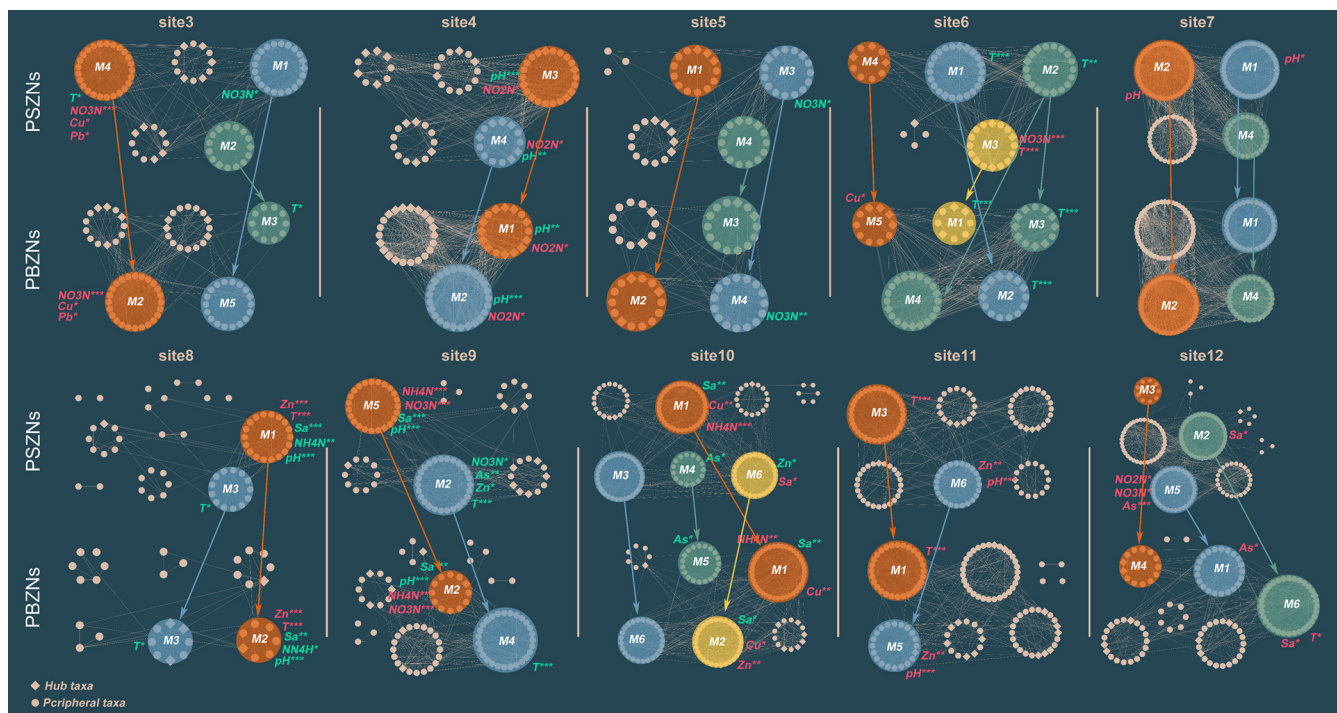 site3
site4
site5
site6
site7
PSZNs
PBZNs
M4
M1
T*
NO3N***
Cu*
Pb*
NO3N*
M2
M3
T*
M2
M5
NO3N***
Cu*
Pb*
M3
pH***
NO2N*
M4
NO2N*
pH**
M1
pH**
NO2N*
M2
pH***
NO2N*
M1
M3
NO3N*
M4
M3
M2
M4
NO3N**
M4
M1
T***
M2
T**
M3
NO3N***
T***
Cu*
M5
M1
T***
M3
T***
M4
M2
T***
M2
pH
M1
pH*
M4
M1
M2
M4
site8
site9
site10
site11
site12
PSZNs
PBZNs
M1
Zn***
T***
Sa***
NH4N**
pH***
M3
T*
T*
M3
M2
Zn***
T***
Sa**
NN4H*
pH***
M5
NH4N***
NO3N***
Sa***
pH***
M2
NO3N*
As**
Zn*
T***
Sa***
pH***
NH4N**
NO3N***
M2
M4
T***
M1
Sa**
Cu**
NH4N***
M3
M4
As*
M6
Zn*
Sa*
As*
M5
NH4N**
Sa**
M1
Cu**
M6
M2
Sa*
Cu*
Zn**
M3
T***
M6
Zn**
pH***
M1
T***
M5
Zn**
pH***
M3
M2
Sa*
NO2N*
NO3N*
As***
M5
M4
M1
As*
M6
Sa*
T*
Hub taxa
Pcripheral taxa